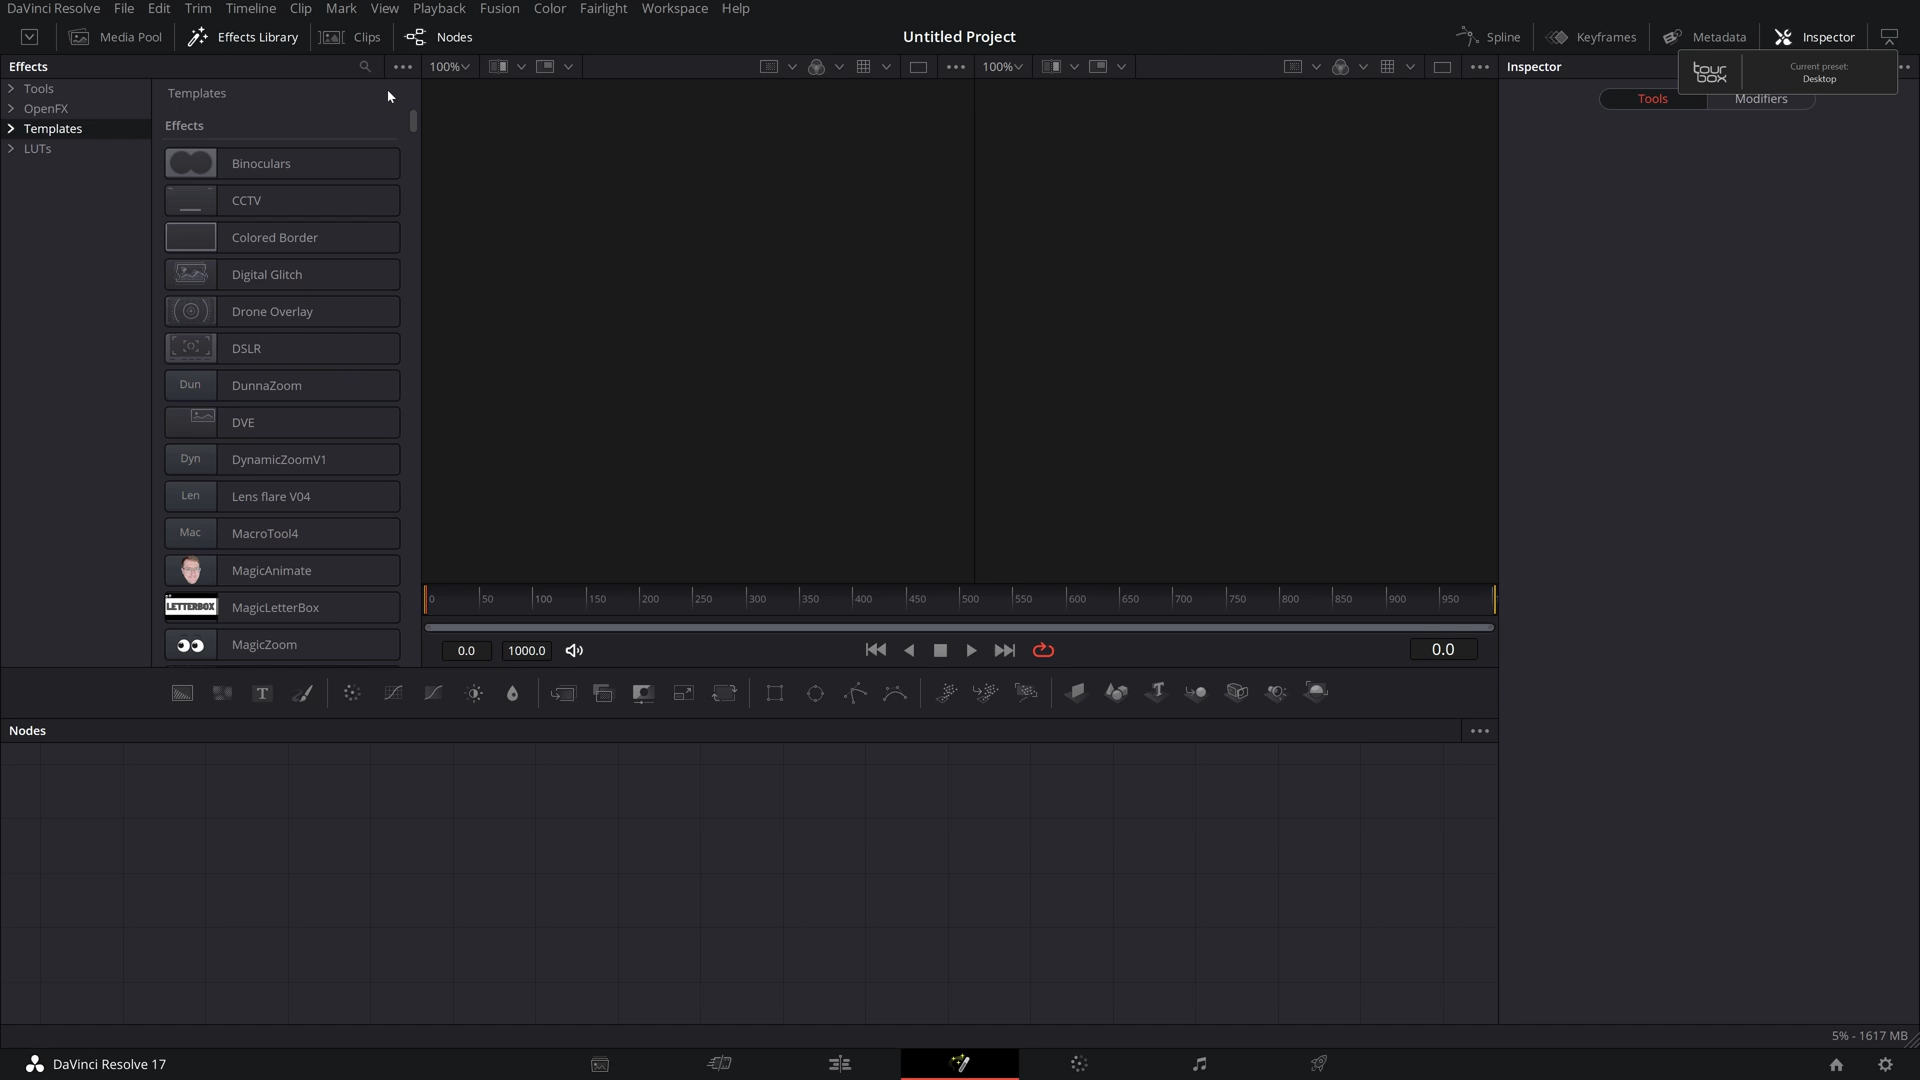 DaVinci Resolve File Edit Trim Timeline Clip Mark View Playback Fusion Color Fairlight Workspace Help
Media Pool Effects Library Clips Nodes Untitled Project Spline Keyframes Metadata Inspector
Effects 100% 100% Inspector
tour box Current preset:
Desktop
Tools Modifiers
Tools
OpenFX
Templates
LUTs
Templates
Effects
Binoculars
CCTV
Colored Border
Digital Glitch
Drone Overlay
DSLR
Dun DunnaZoom
DVE
Dyn DynamicZoomV1
Len Lens flare V04
Mac MacroTool4
MagicAnimate
LETTERBOX MagicLetterBox
MagicZoom
0 50 100 150 200 250 300 350 400 450 500 550 600 650 700 750 800 850 900 950
0.0 1000.0 0.0
T
T
Nodes
5% - 1617 MB
DaVinci Resolve 17